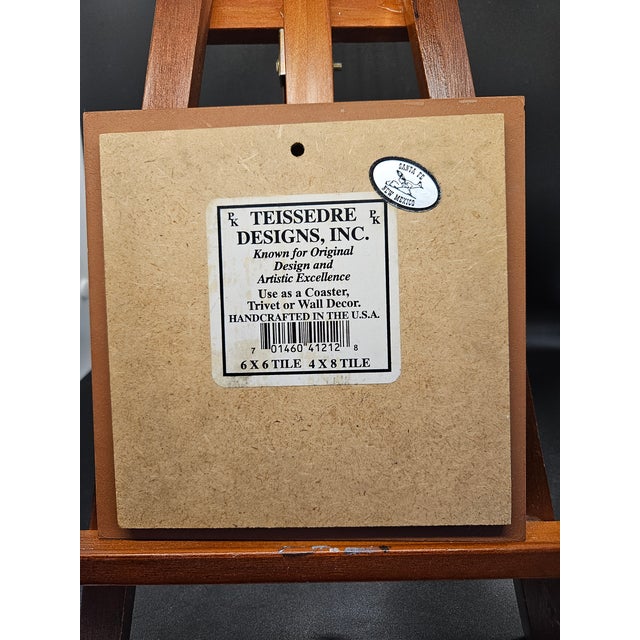 SANTA FE
NEW MEXICO
PK TEISSEDRE PK
DESIGNS, INC.
Known for Original
Design and
Artistic Excellence
Use as a Coaster,
Trivet or Wall Decor.
HANDCRAFTED IN THE U.S.A.
7 01460 41212 8
6 X 6 TILE 4 X 8 TILE